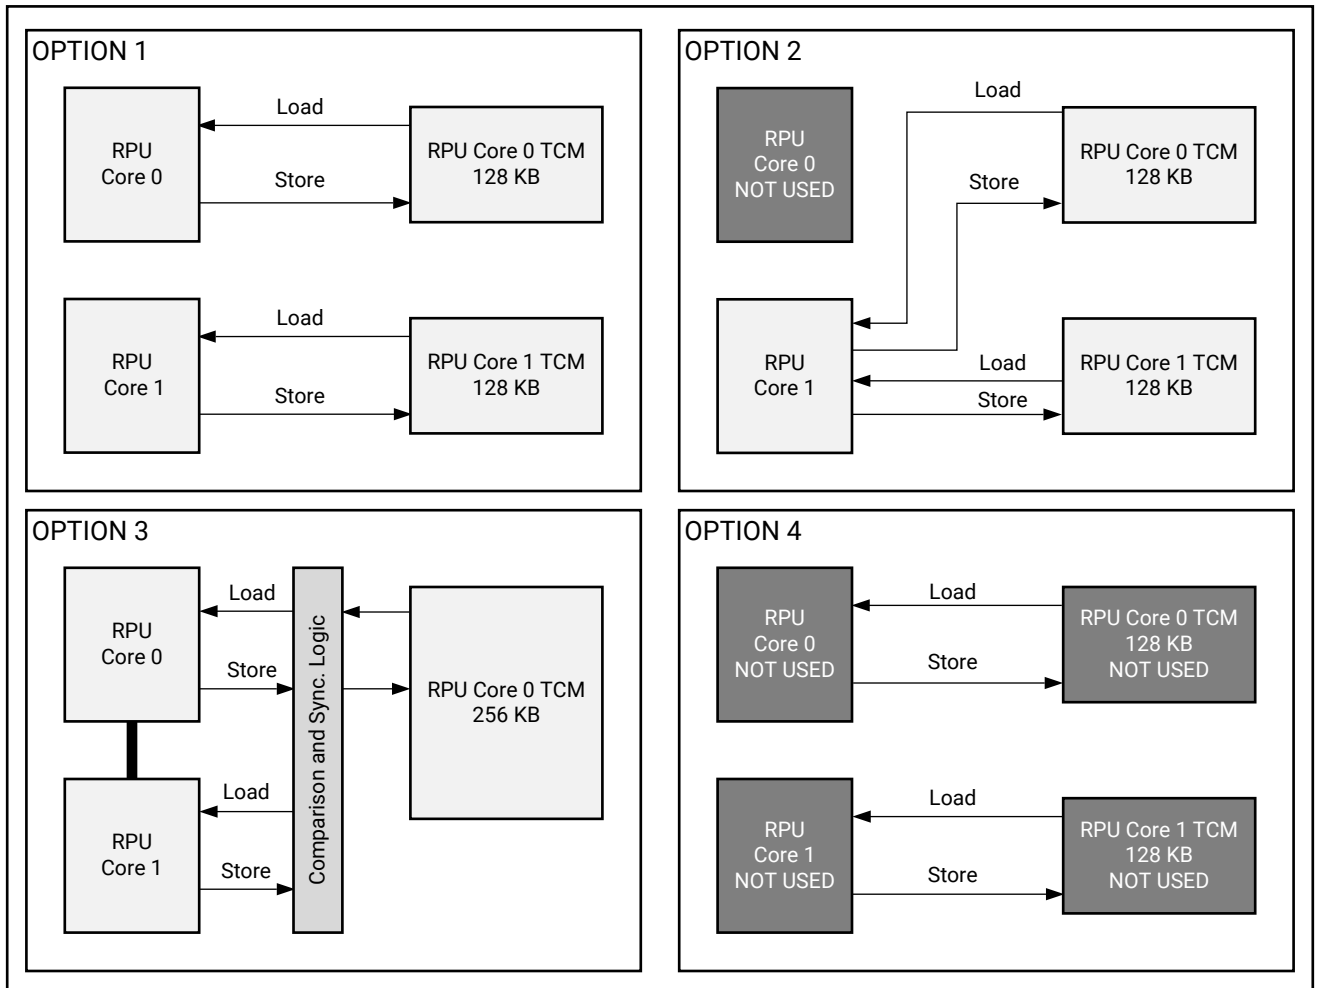 OPTION 1
RPU
Core 0
Load
Store
RPU Core 0 TCM
128 KB
RPU
Core 1
Load
Store
RPU Core 1 TCM
128 KB
OPTION 2
RPU
Core 0
NOT USED
Load
Store
RPU Core 0 TCM
128 KB
RPU
Core 1
Load
Store
RPU Core 1 TCM
128 KB
OPTION 3
RPU
Core 0
Load
Store
Comparison and Sync. Logic
RPU Core 0 TCM
256 KB
RPU
Core 1
Load
Store
OPTION 4
RPU
Core 0
NOT USED
Load
Store
RPU Core 0 TCM
128 KB
NOT USED
RPU
Core 1
NOT USED
Load
Store
RPU Core 1 TCM
128 KB
NOT USED